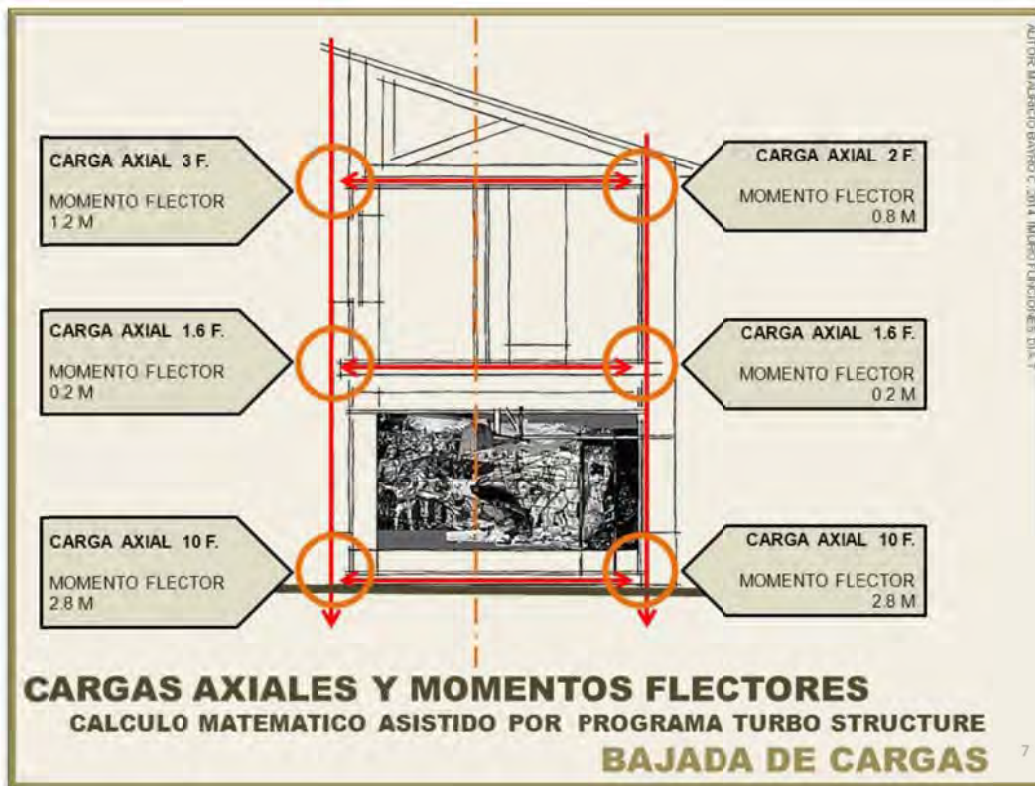 CARGA AXIAL 3 F.
MOMENTO FLECTOR
1.2 M
CARGA AXIAL 2 F.
MOMENTO FLECTOR
0.8 M
CARGA AXIAL 1.6 F.
MOMENTO FLECTOR
0.2 M
CARGA AXIAL 1.6 F.
MOMENTO FLECTOR
0.2 M
CARGA AXIAL 10 F.
MOMENTO FLECTOR
2.8 M
CARGA AXIAL 10 F.
MOMENTO FLECTOR
2.8 M
CARGAS AXIALES Y MOMENTOS FLECTORES
CALCULO MATEMATICO ASISTIDO POR PROGRAMA TURBO STRUCTURE
BAJADA DE CARGAS
7
AUTOR: MAURICIO C. 2014